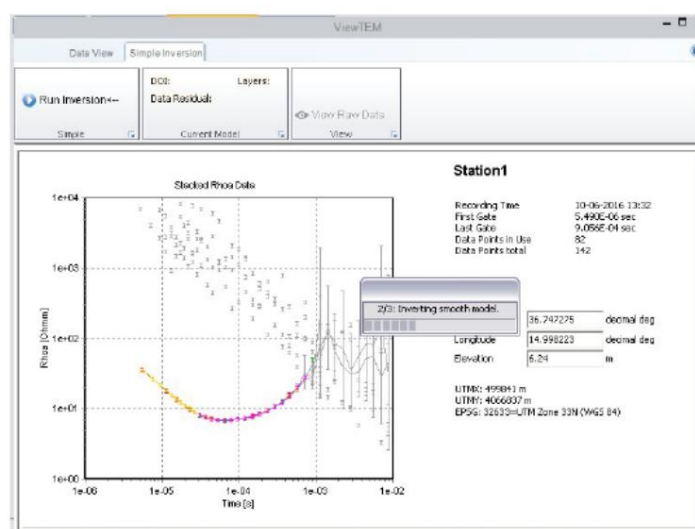 ViewTEM
Data View
Simple Inversion
Run Inversion<--
DOI: Layers:
Data Residual:
View Raw Data
Simple
Current Model
View
Station1
Stacked Rhoa Data
Recording Time 10-06-2016 13:32
First Gate 5.490E-06 sec
Last Gate 9.056E-04 sec
Data Points in Use 82
Data Points total 142
2/3: Inverting smooth model.
36.747275 decimal deg
Longitude 14.998223 decimal deg
Elevation 6.24 m
UTMX: 499841 m
UTMY: 4066837 m
EPSG: 32633=UTM Zone 33N (WGS 84)
1e+04
1e+03
1e+02
1e+01
1e+00
Rhoa [Ohmm]
1e-06 1e-05 1e-04 1e-03 1e-02
Time [s]